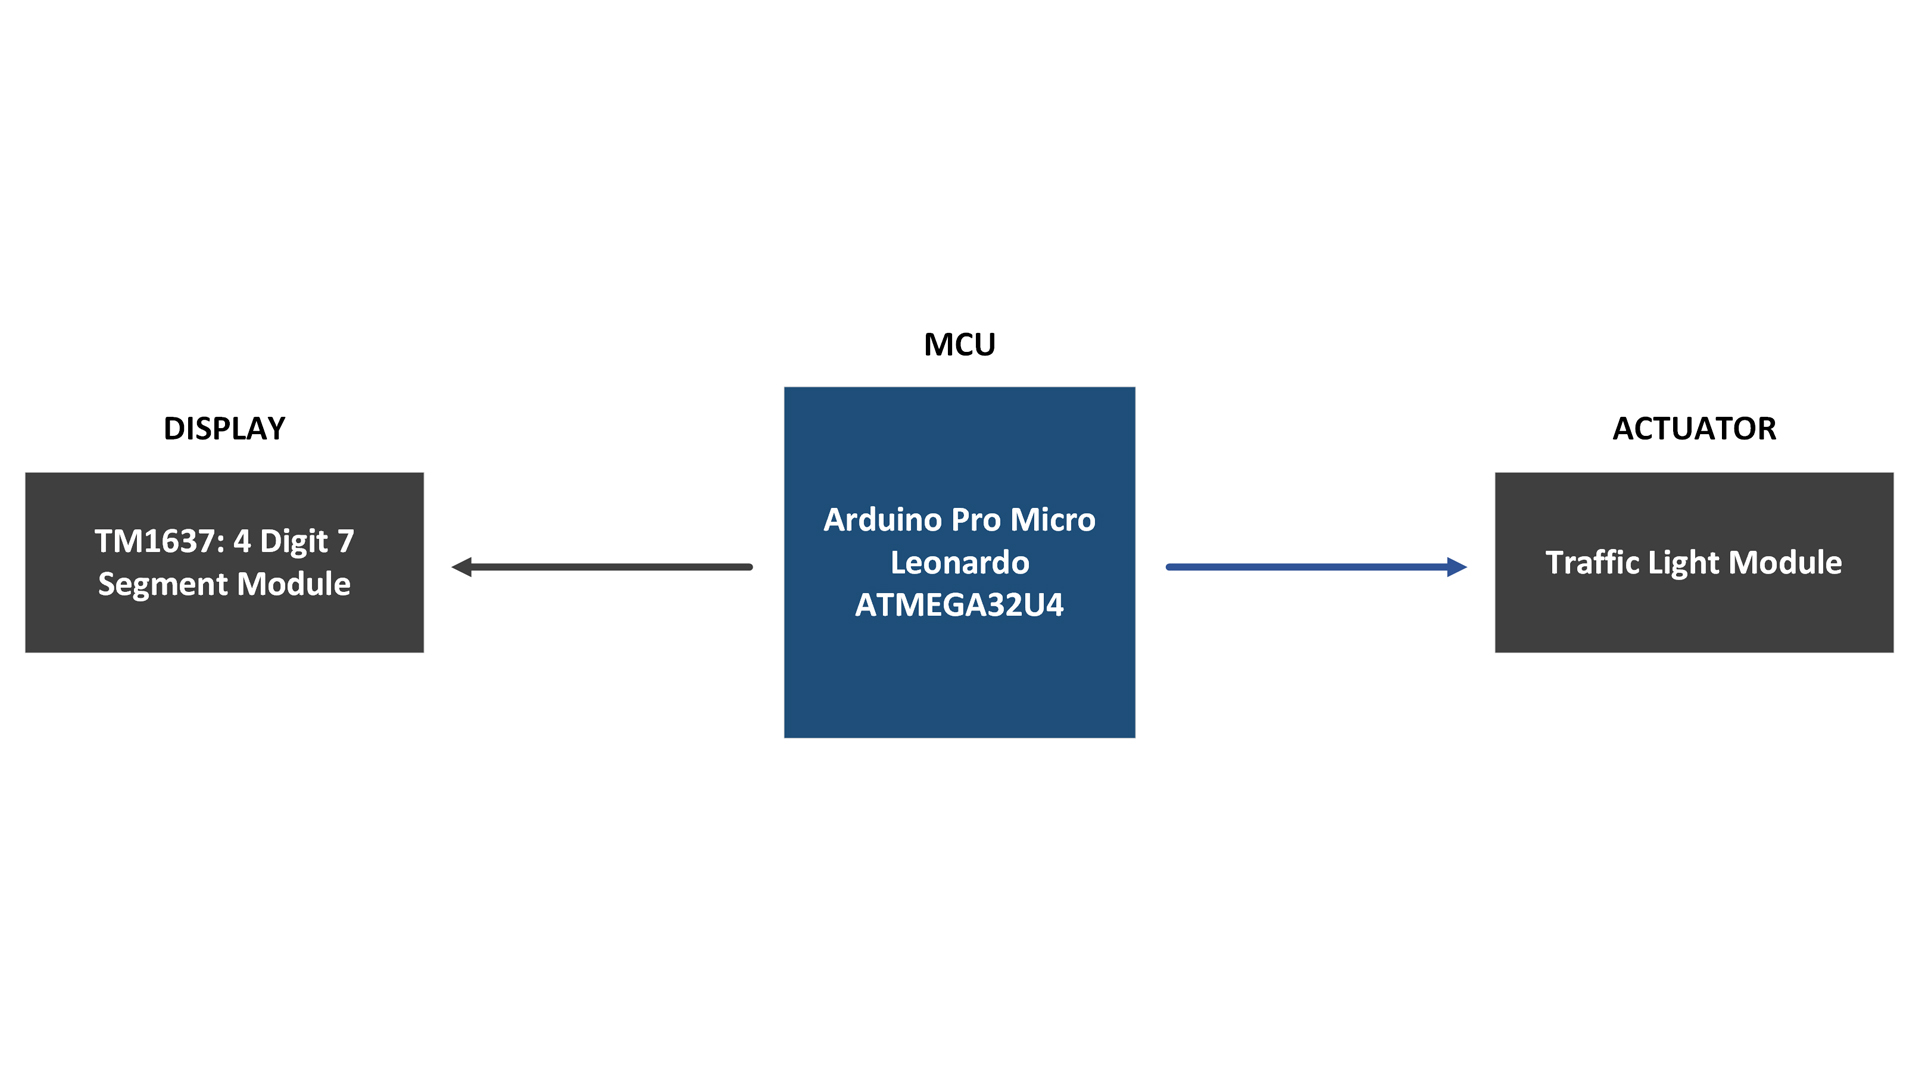 MCU
DISPLAY
ACTUATOR
TM1637: 4 Digit 7
Segment Module
Arduino Pro Micro
Leonardo
ATMEGA32U4
Traffic Light Module